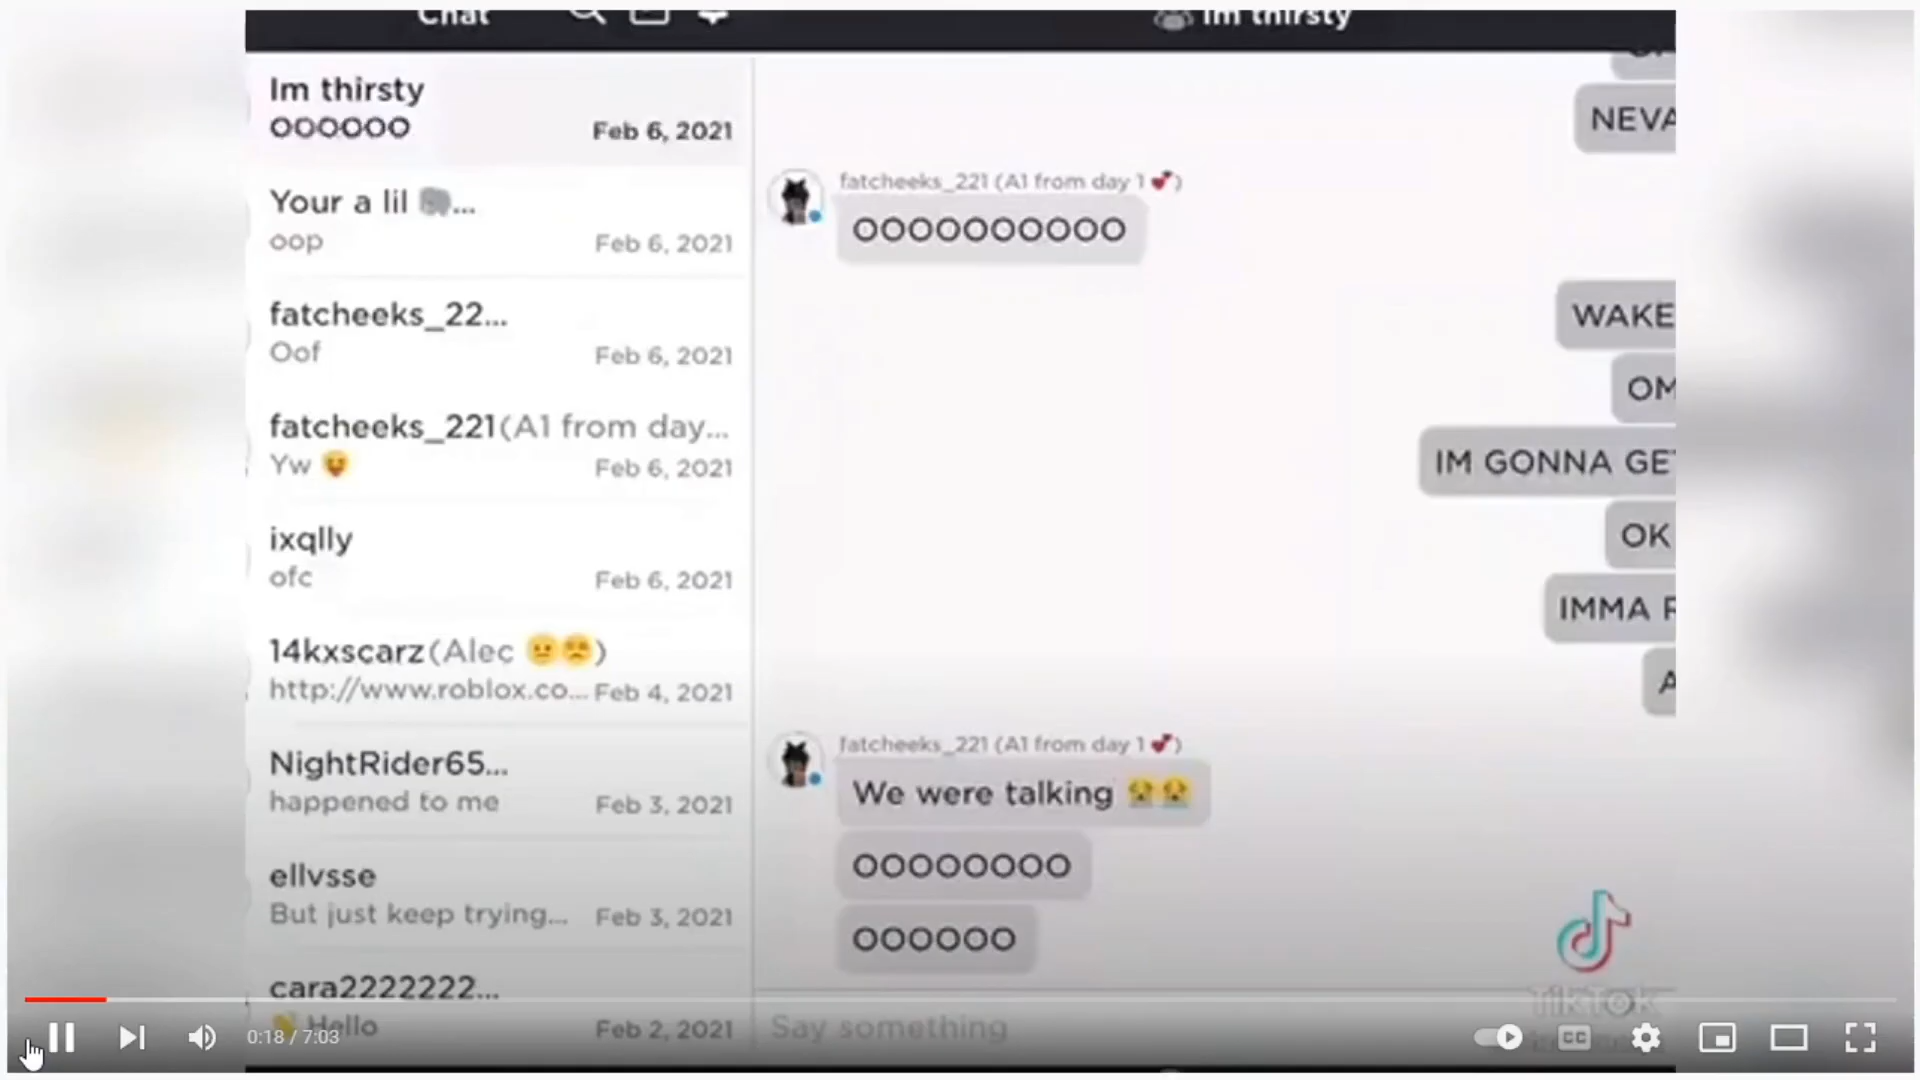 Chat
Im thirsty
Im thirsty
OOOOOO
Feb 6, 2021
Your a lil 🐘...
oop
Feb 6, 2021
fatcheeks_22...
Oof
Feb 6, 2021
fatcheeks_221(A1 from day...
Yw 😍
Feb 6, 2021
ixqlly
ofc
Feb 6, 2021
14kxscarz(Alec 😐😢)
http://www.roblox.co...
Feb 4, 2021
NightRider65...
happened to me
Feb 3, 2021
ellvsse
But just keep trying...
Feb 3, 2021
cara2222222...
👋 Hello
Feb 2, 2021
NEVA
fatcheeks_221 (A1 from day 1 💕)
OOOOOOOOOO
WAKE
OM
IM GONNA GET
OK
IMMA R
A
fatcheeks_221 (A1 from day 1 💕)
We were talking 😭😭
OOOOOOOO
OOOOOO
Say something
TikTok
0:18 / 7:03
CC